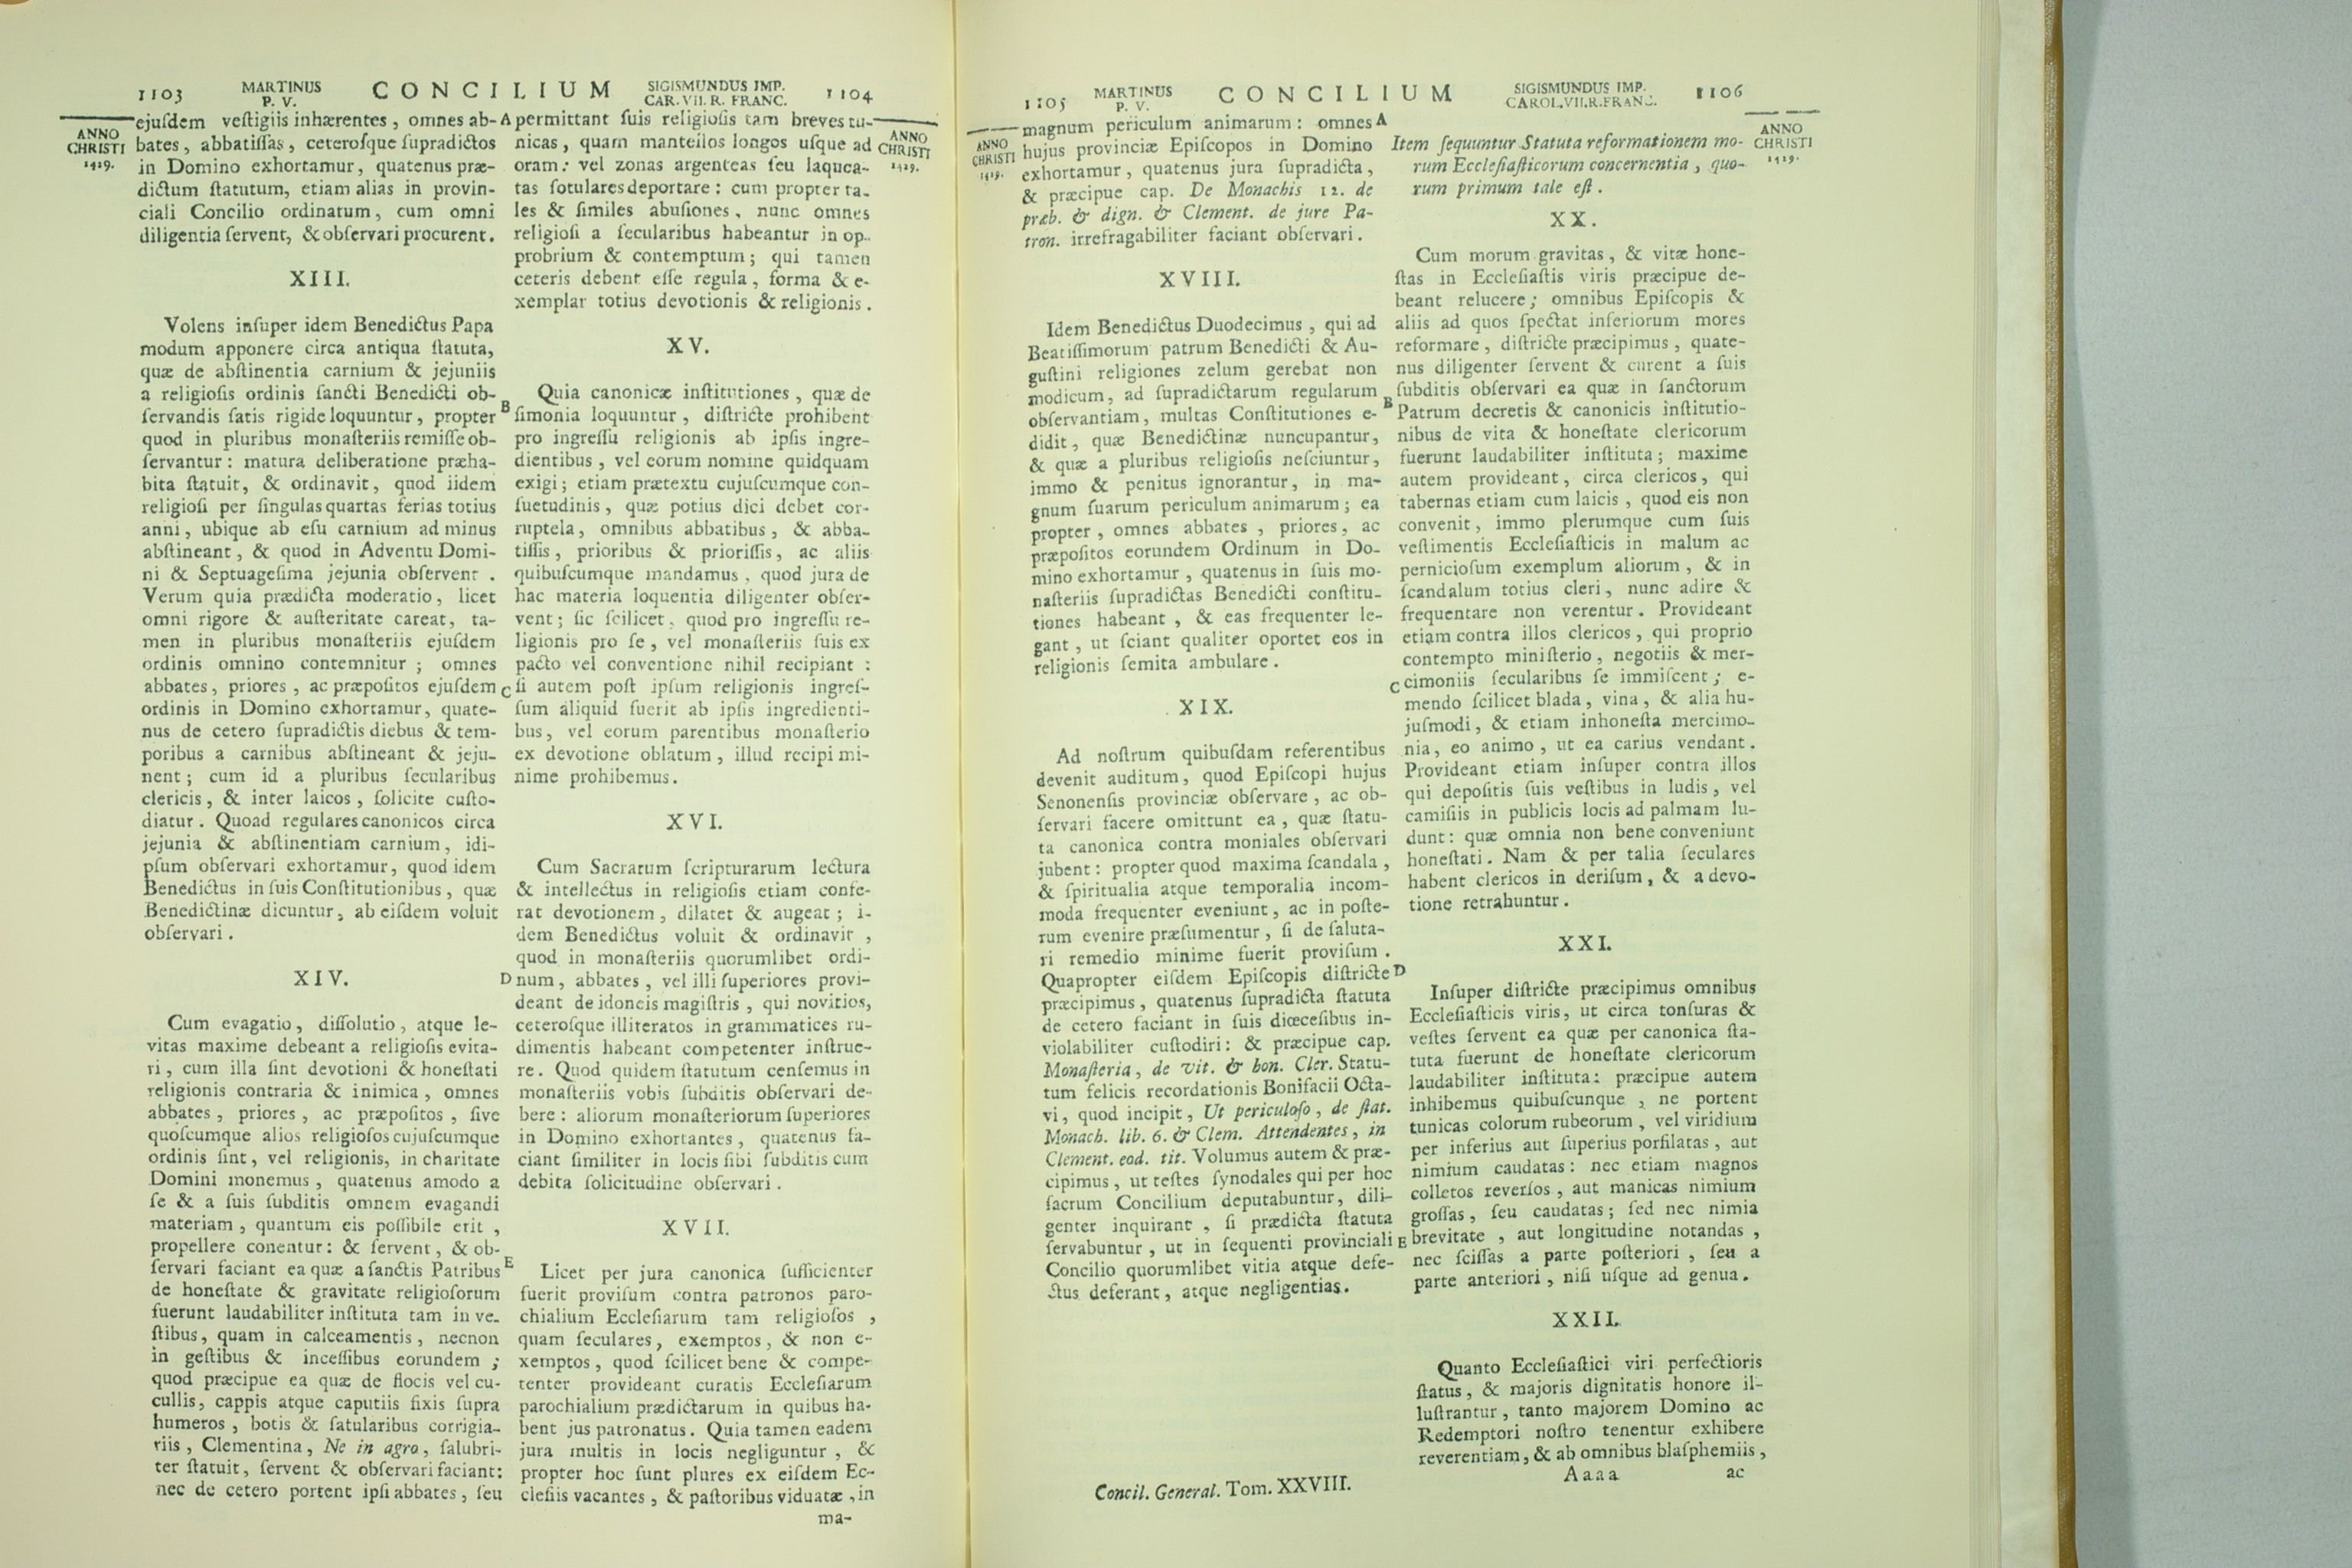 1103
MARTINUS
P. V.
CONCILIUM
SIGISMUNDUS IMP.
CAR. VII. R. FRANC.
1104
ANNO
CHRISTI
1429.
ejuſdem veſtigiis inhærentes, omnes ab-
bates, abbatiſſas, ceteroſque ſupradictos
in Domino exhortamur, quatenus præ-
dictum ſtatutum, etiam alias in provin-
ciali Concilio ordinatum, cum omni
diligentia ſervent, & obſervari procurent.
XIII.
Volens inſuper idem Benedictus Papa
modum apponere circa antiqua ſtatuta,
quæ de abſtinentia carnium & jejuniis
a religioſis ordinis ſancti Benedicti ob-
ſervandis ſatis rigide loquuntur, propter
quod in pluribus monaſteriis remiſſe ob-
ſervantur: matura deliberatione præha-
bita ſtatuit, & ordinavit, quod iidem
religioſi per ſingulas quartas ferias totius
anni, ubique ab eſu carnium ad minus
abſtineant, & quod in Adventu Domi-
ni & Septuageſima jejunia obſervent.
Verum quia prædicta moderatio, licet
omni rigore & auſteritate careat, ta-
men in pluribus monaſteriis ejuſdem
ordinis omnino contemnitur; omnes
abbates, priores, ac præpoſitos ejuſdem
ordinis in Domino exhortamur, quate-
nus de cetero ſupradictis diebus & tem-
poribus a carnibus abſtineant & jeju-
nent; cum id a pluribus ſecularibus
clericis, & inter laicos, ſolicite cuſto-
diatur. Quoad regulares canonicos circa
jejunia & abſtinentiam carnium, idi-
pſum obſervari exhortamur, quod idem
Benedictus in ſuis Conſtitutionibus, quæ
Benedictinæ dicuntur, ab eiſdem voluit
obſervari.
XIV.
Cum evagatio, diſſolutio, atque le-
vitas maxime debeant a religioſis evita-
ri, cum illa ſint devotioni & honeſtati
religionis contraria & inimica, omnes
abbates, priores, ac præpoſitos, ſive
quoſcumque alios religioſos cujuſcumque
ordinis ſint, vel religionis, in charitate
Domini monemus, quatenus amodo a
ſe & a ſuis ſubditis omnem evagandi
materiam, quantum eis poſſibile erit,
propellere conentur: & ſervent, & ob-
ſervari faciant ea quæ a ſanctis Patribus
de honeſtate & gravitate religioſorum
fuerunt laudabiliter inſtituta tam in ve-
ſtibus, quam in calceamentis, necnon
in geſtibus & inceſſibus eorundem;
quod præcipue ea quæ de flocis vel cu-
cullis, cappis atque caputiis fixis ſupra
humeros, botis & ſatularibus corrigia-
riis, Clementina, Ne in agro, ſalubri-
ter ſtatuit, ſervent & obſervari faciant:
nec de cetero portent ipſi abbates, ſeu
A
B
C
D
E
permittant ſuis religioſis tam breves tu-
nicas, quam mantellos longos uſque ad
oram: vel zonas argenteas ſeu laquea-
tas ſotulares deportare: cum propter ta-
les & ſimiles abuſiones, nunc omnes
religioſi a ſecularibus habeantur in op-
probrium & contemptum; qui tamen
ceteris debent eſſe regula, forma & e-
xemplar totius devotionis & religionis.
XV.
Quia canonicæ inſtitutiones, quæ de
ſimonia loquuntur, diſtricte prohibent
pro ingreſſu religionis ab ipſis ingre-
dientibus, vel eorum nomine quidquam
exigi; etiam prætextu cujuſcumque con-
ſuetudinis, quæ potius dici debet cor-
ruptela, omnibus abbatibus, & abba-
tiſſis, prioribus & prioriſſis, ac aliis
quibuſcumque mandamus, quod jura de
hac materia loquentia diligenter obſer-
vent; ſic ſcilicet, quod pro ingreſſu re-
ligionis pro ſe, vel monaſteriis ſuis ex
pacto vel conventione nihil recipiant:
ſi autem poſt ipſum religionis ingreſ-
ſum aliquid fuerit ab ipſis ingredienti-
bus, vel eorum parentibus monaſterio
ex devotione oblatum, illud recipi mi-
nime prohibemus.
XVI.
Cum Sacrarum ſcripturarum lectura
& intellectus in religioſis etiam confe-
rat devotionem, dilatet & augeat; i-
dem Benedictus voluit & ordinavit,
quod in monaſteriis quorumlibet ordi-
num, abbates, vel illi ſuperiores provi-
deant de idoneis magiſtris, qui novitios,
ceteroſque illiteratos in grammatices ru-
dimentis habeant competenter inſtrue-
re. Quod quidem ſtatutum cenſemus in
monaſteriis vobis ſubditis obſervari de-
bere: aliorum monaſteriorum ſuperiores
in Domino exhortantes, quatenus fa-
ciant ſimiliter in locis ſibi ſubditis cum
debita ſolicitudine obſervari.
XVII.
Licet per jura canonica ſufficienter
fuerit proviſum contra patronos paro-
chialium Eccleſiarum tam religioſos,
quam ſeculares, exemptos, & non e-
xemptos, quod ſcilicet bene & compe-
tenter provideant curatis Eccleſiarum
parochialium prædictarum in quibus ha-
bent jus patronatus. Quia tamen eadem
jura multis in locis negliguntur, &
propter hoc ſunt plures ex eiſdem Ec-
cleſiis vacantes, & paſtoribus viduatæ, in
ma-
ANNO
CHRISTI
1429.
1105
MARTINUS
P. V.
CONCILIUM
SIGISMUNDUS IMP.
CAROL. VII. R. FRANC.
1106
ANNO
CHRISTI
1429.
magnum periculum animarum: omnes
hujus provinciæ Epiſcopos in Domino
exhortamur, quatenus jura ſupradicta,
& præcipue cap. De Monachis 12. de
præb. & dign. & Clement. de jure Pa-
tron. irrefragabiliter faciant obſervari.
XVIII.
Idem Benedictus Duodecimus, qui ad
Beatiſſimorum patrum Benedicti & Au-
guſtini religiones zelum gerebat non
modicum, ad ſupradictarum regularum
obſervantiam, multas Conſtitutiones e-
didit, quæ Benedictinæ nuncupantur,
& quæ a pluribus religioſis neſciuntur,
immo & penitus ignorantur, in ma-
gnum ſuarum periculum animarum; ea
propter, omnes abbates, priores, ac
præpoſitos eorundem Ordinum in Do-
mino exhortamur, quatenus in ſuis mo-
naſteriis ſupradictas Benedicti conſtitu-
tiones habeant, & eas frequenter le-
gant, ut ſciant qualiter oportet eos in
religionis ſemita ambulare.
XIX.
Ad noſtrum quibuſdam referentibus
devenit auditum, quod Epiſcopi hujus
Senonenſis provinciæ obſervare, ac ob-
ſervari facere omittunt ea, quæ ſtatu-
ta canonica contra moniales obſervari
jubent: propter quod maxima ſcandala,
& ſpiritualia atque temporalia incom-
moda frequenter eveniunt, ac in poſte-
rum evenire præſumentur, ſi de ſaluta-
ri remedio minime fuerit proviſum.
Quapropter eiſdem Epiſcopis diſtricte
præcipimus, quatenus ſupradicta ſtatuta
de cetero faciant in ſuis diœceſibus in-
violabiliter cuſtodiri: & præcipue cap.
Monaſteria, de vit. & hon. Cler. Statu-
tum felicis recordationis Bonifacii Octa-
vi, quod incipit, Ut periculoſo, de ſtat.
Monach. lib. 6. & Clem. Attendentes, in
Clement. eod. tit. Volumus autem & præ-
cipimus, ut teſtes ſynodales qui per hoc
ſacrum Concilium deputabuntur, dili-
genter inquirant, ſi prædicta ſtatuta
ſervabuntur, ut in ſequenti provinciali
Concilio quorumlibet vitia atque defe-
ctus deferant, atque negligentias.
Concil. General. Tom. XXVIII.
A
B
C
D
E
Item ſequuntur Statuta reformationem mo-
rum Eccleſiaſticorum concernentia, quo-
rum primum tale eſt.
XX.
Cum morum gravitas, & vitæ hone-
ſtas in Eccleſiaſtis viris præcipue de-
beant relucere; omnibus Epiſcopis &
aliis ad quos ſpectat inferiorum mores
reformare, diſtricte præcipimus, quate-
nus diligenter ſervent & curent a ſuis
ſubditis obſervari ea quæ in ſanctorum
Patrum decretis & canonicis inſtitutio-
nibus de vita & honeſtate clericorum
fuerunt laudabiliter inſtituta; maxime
autem provideant, circa clericos, qui
tabernas etiam cum laicis, quod eis non
convenit, immo plerumque cum ſuis
veſtimentis Eccleſiaſticis in malum ac
pernicioſum exemplum aliorum, & in
ſcandalum totius cleri, nunc adire &
frequentare non verentur. Provideant
etiam contra illos clericos, qui proprio
contempto miniſterio, negotiis & mer-
cimoniis ſecularibus ſe immiſcent; e-
mendo ſcilicet blada, vina, & alia hu-
juſmodi, & etiam inhoneſta mercimo-
nia, eo animo, ut ea carius vendant.
Provideant etiam inſuper contra illos
qui depoſitis ſuis veſtibus in ludis, vel
camiſiis in publicis locis ad palmam lu-
dunt: quæ omnia non bene conveniunt
honeſtati. Nam & per talia ſeculares
habent clericos in deriſum, & a devo-
tione retrahuntur.
XXI.
Inſuper diſtricte præcipimus omnibus
Eccleſiaſticis viris, ut circa tonſuras &
veſtes ſervent ea quæ per canonica ſta-
tuta fuerunt de honeſtate clericorum
laudabiliter inſtituta: præcipue autem
inhibemus quibuſcunque, ne portent
tunicas colorum rubeorum, vel viridium
per inferius aut ſuperius porfilatas, aut
nimium caudatas: nec etiam magnos
colletos reverſos, aut manicas nimium
groſſas, ſeu caudatas; ſed nec nimia
brevitate, aut longitudine notandas,
nec ſciſſas a parte poſteriori, ſeu a
parte anteriori, niſi uſque ad genua.
XXII.
Quanto Eccleſiaſtici viri perfectioris
ſtatus, & majoris dignitatis honore il-
luſtrantur, tanto majorem Domino ac
Redemptori noſtro tenentur exhibere
reverentiam, & ab omnibus blaſphemiis,
Aaaa
ac